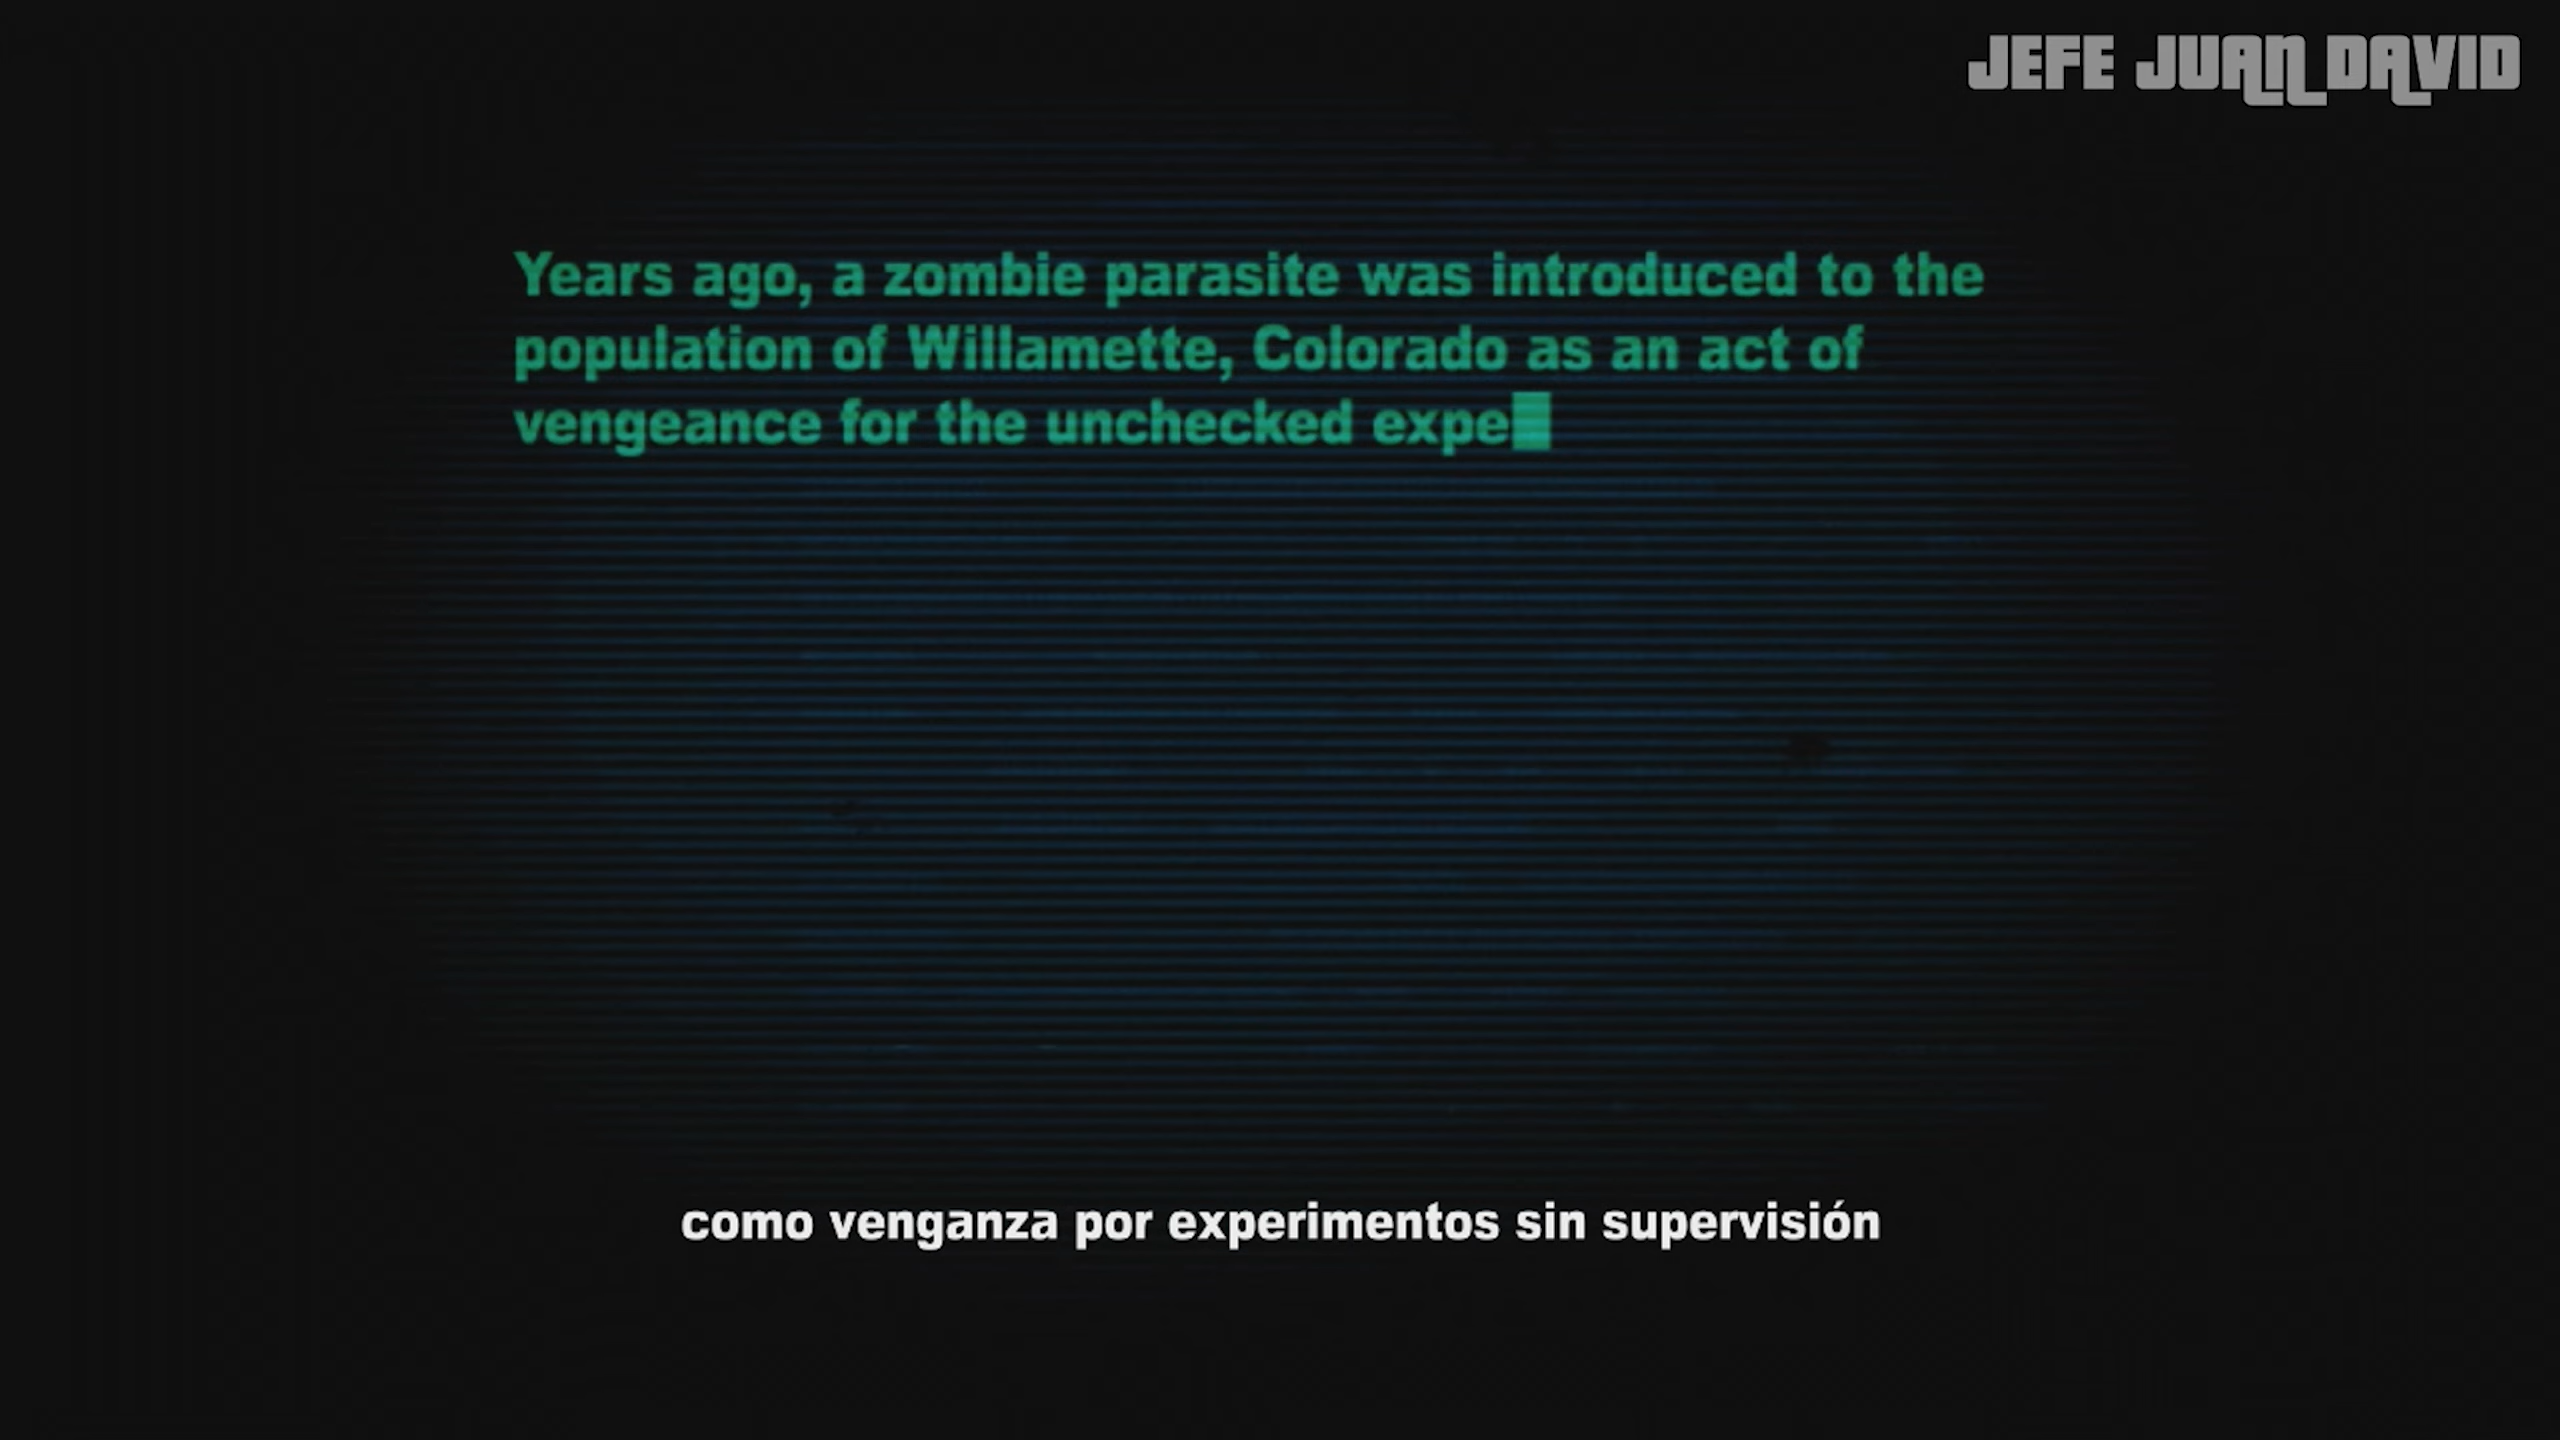 JEFE JUAN DAVID
Years ago, a zombie parasite was introduced to the
population of Willamette, Colorado as an act of
vengeance for the unchecked expe
como venganza por experimentos sin supervisión